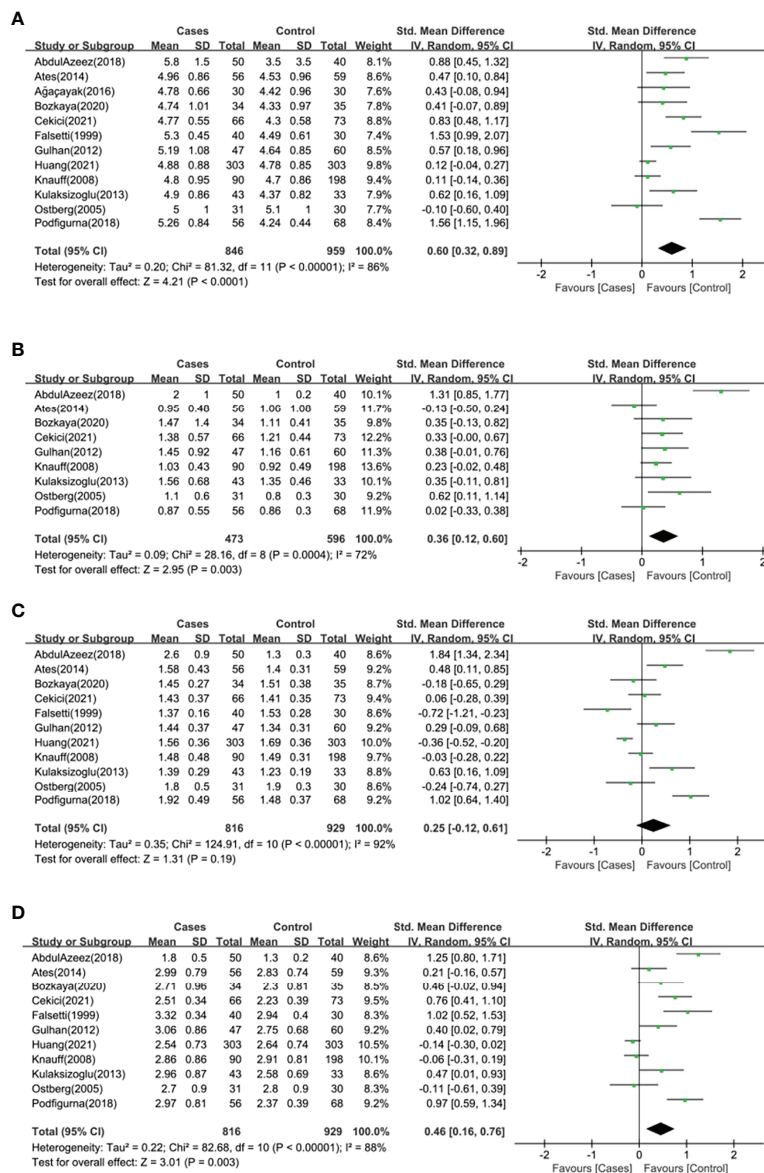 A
Cases Control Std. Mean Difference Std. Mean Difference
Study or Subgroup Mean SD Total Mean SD Total Weight IV, Random, 95% CI IV, Random, 95% CI
AbdulAzeez(2018) 5.8 1.5 50 3.5 3.5 40 8.1% 0.88 [0.45, 1.32]
Ates(2014) 4.96 0.86 56 4.53 0.96 59 8.6% 0.47 [0.10, 0.84]
Ağaçayak(2016) 4.78 0.66 30 4.42 0.96 30 7.6% 0.43 [-0.08, 0.94]
Bozkaya(2020) 4.74 1.01 34 4.33 0.97 35 7.9% 0.41 [-0.07, 0.89]
Cekici(2021) 4.77 0.55 66 4.3 0.58 73 8.8% 0.83 [0.48, 1.17]
Falsetti(1999) 5.3 0.45 40 4.49 0.61 30 7.4% 1.53 [0.99, 2.07]
Gulhan(2012) 5.19 1.08 47 4.64 0.85 60 8.5% 0.57 [0.18, 0.96]
Huang(2021) 4.88 0.88 303 4.78 0.85 303 9.6% 0.12 [-0.04, 0.27]
Knauff(2008) 4.8 0.95 90 4.7 0.86 198 9.3% 0.11 [-0.14, 0.36]
Kulaksizoglu(2013) 4.9 0.86 43 4.37 0.82 33 8.1% 0.62 [0.16, 1.09]
Ostberg(2005) 5 1 31 5.1 1 30 7.7% -0.10 [-0.60, 0.40]
Podfigurna(2018) 5.26 0.84 56 4.24 0.44 68 8.4% 1.56 [1.15, 1.96]
Total (95% CI) 846 959 100.0% 0.60 [0.32, 0.89]
Heterogeneity: Tau² = 0.20; Chi² = 81.32, df = 11 (P < 0.00001); I² = 86%
Test for overall effect: Z = 4.21 (P < 0.0001)
-2 -1 0 1 2
Favours [Cases] Favours [Control]
B
Cases Control Std. Mean Difference Std. Mean Difference
Study or Subgroup Mean SD Total Mean SD Total Weight IV, Random, 95% CI IV, Random, 95% CI
AbdulAzeez(2018) 2 1 50 1 0.2 40 10.1% 1.31 [0.85, 1.77]
Ates(2014) 0.95 0.48 56 1.06 1.08 59 11.7% -0.13 [-0.50, 0.24]
Bozkaya(2020) 1.47 1.4 34 1.11 0.41 35 9.8% 0.35 [-0.13, 0.82]
Cekici(2021) 1.38 0.57 66 1.21 0.44 73 12.2% 0.33 [-0.00, 0.67]
Gulhan(2012) 1.45 0.92 47 1.16 0.61 60 11.3% 0.38 [-0.01, 0.76]
Knauff(2008) 1.03 0.43 90 0.92 0.49 198 13.6% 0.23 [-0.02, 0.48]
Kulaksizoglu(2013) 1.56 0.68 43 1.35 0.46 33 10.1% 0.35 [-0.11, 0.81]
Ostberg(2005) 1.1 0.6 31 0.8 0.3 30 9.2% 0.62 [0.11, 1.14]
Podfigurna(2018) 0.87 0.55 56 0.86 0.3 68 11.9% 0.02 [-0.33, 0.38]
Total (95% CI) 473 596 100.0% 0.36 [0.12, 0.60]
Heterogeneity: Tau² = 0.09; Chi² = 28.16, df = 8 (P = 0.0004); I² = 72%
Test for overall effect: Z = 2.95 (P = 0.003)
-2 -1 0 1 2
Favours [Cases] Favours [Control]
C
Cases Control Std. Mean Difference Std. Mean Difference
Study or Subgroup Mean SD Total Mean SD Total Weight IV, Random, 95% CI IV, Random, 95% CI
AbdulAzeez(2018) 2.6 0.9 50 1.3 0.3 40 8.6% 1.84 [1.34, 2.34]
Ates(2014) 1.58 0.43 56 1.4 0.31 59 9.2% 0.48 [0.11, 0.85]
Bozkaya(2020) 1.45 0.27 34 1.51 0.38 35 8.7% -0.18 [-0.65, 0.29]
Cekici(2021) 1.43 0.37 66 1.41 0.35 73 9.3% 0.06 [-0.28, 0.39]
Falsetti(1999) 1.37 0.16 40 1.53 0.28 30 8.6% -0.72 [-1.21, -0.23]
Gulhan(2012) 1.44 0.37 47 1.34 0.31 60 9.1% 0.29 [-0.09, 0.68]
Huang(2021) 1.56 0.36 303 1.69 0.36 303 10.0% -0.36 [-0.52, -0.20]
Knauff(2008) 1.48 0.48 90 1.49 0.31 198 9.7% -0.03 [-0.28, 0.22]
Kulaksizoglu(2013) 1.39 0.29 43 1.23 0.19 33 8.8% 0.63 [0.16, 1.09]
Ostberg(2005) 1.8 0.5 31 1.9 0.3 30 8.6% -0.24 [-0.74, 0.27]
Podfigurna(2018) 1.92 0.49 56 1.48 0.37 68 9.2% 1.02 [0.64, 1.40]
Total (95% CI) 816 929 100.0% 0.25 [-0.12, 0.61]
Heterogeneity: Tau² = 0.35; Chi² = 124.91, df = 10 (P < 0.00001); I² = 92%
Test for overall effect: Z = 1.31 (P = 0.19)
-2 -1 0 1 2
Favours [Cases] Favours [Control]
D
Cases Control Std. Mean Difference Std. Mean Difference
Study or Subgroup Mean SD Total Mean SD Total Weight IV, Random, 95% CI IV, Random, 95% CI
AbdulAzeez(2018) 1.8 0.5 50 1.3 0.2 40 8.6% 1.25 [0.80, 1.71]
Ates(2014) 2.99 0.79 56 2.83 0.74 59 9.3% 0.21 [-0.16, 0.57]
Bozkaya(2020) 2.71 0.96 34 2.3 0.81 35 8.4% 0.46 [-0.02, 0.94]
Cekici(2021) 2.51 0.34 66 2.23 0.39 73 9.4% 0.76 [0.41, 1.10]
Falsetti(1999) 3.32 0.34 40 2.94 0.4 30 8.2% 1.02 [0.52, 1.53]
Gulhan(2012) 3.06 0.86 47 2.75 0.68 60 9.1% 0.40 [0.02, 0.79]
Huang(2021) 2.54 0.73 303 2.64 0.74 303 10.5% -0.14 [-0.30, 0.02]
Knauff(2008) 2.86 0.86 90 2.91 0.81 198 10.1% -0.06 [-0.31, 0.19]
Kulaksizoglu(2013) 2.96 0.87 43 2.58 0.69 33 8.6% 0.47 [0.01, 0.93]
Ostberg(2005) 2.7 0.9 31 2.8 0.9 30 8.3% -0.11 [-0.61, 0.39]
Podfigurna(2018) 2.97 0.81 56 2.37 0.39 68 9.2% 0.97 [0.59, 1.34]
Total (95% CI) 816 929 100.0% 0.46 [0.16, 0.76]
Heterogeneity: Tau² = 0.22; Chi² = 82.68, df = 10 (P < 0.00001); I² = 88%
Test for overall effect: Z = 3.01 (P = 0.003)
-2 -1 0 1 2
Favours [Cases] Favours [Control]